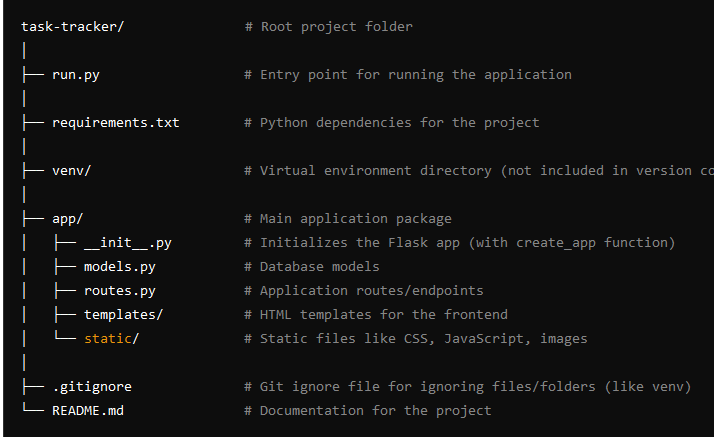 task-tracker/ # Root project folder
│
├── run.py # Entry point for running the application
│
├── requirements.txt # Python dependencies for the project
│
├── venv/ # Virtual environment directory (not included in version co
│
├── app/ # Main application package
│   ├── __init__.py # Initializes the Flask app (with create_app function)
│   ├── models.py # Database models
│   ├── routes.py # Application routes/endpoints
│   ├── templates/ # HTML templates for the frontend
│   └── static/ # Static files like CSS, JavaScript, images
│
├── .gitignore # Git ignore file for ignoring files/folders (like venv)
└── README.md # Documentation for the project